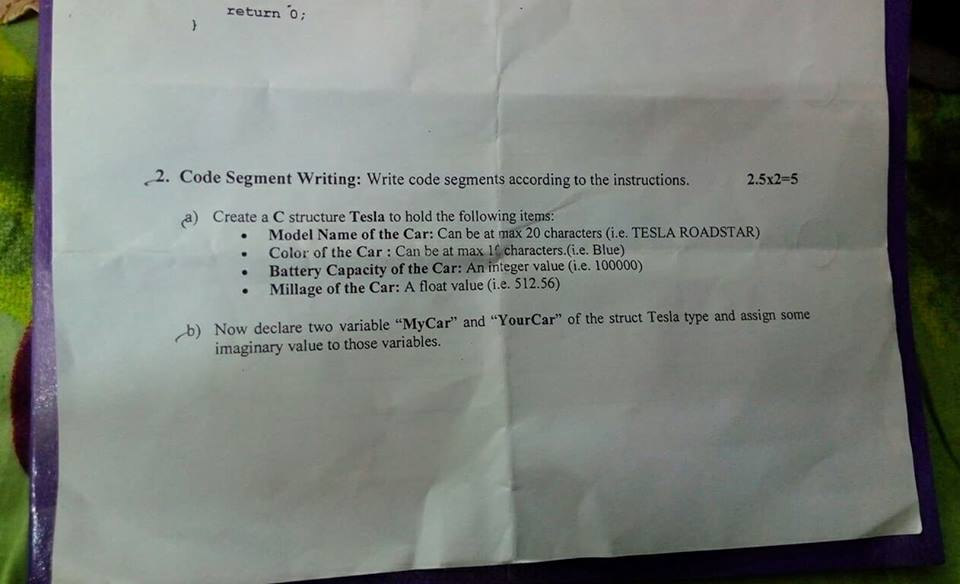 return 0;
}
2. Code Segment Writing: Write code segments according to the instructions. 2.5x2=5
a) Create a C structure Tesla to hold the following items:
• Model Name of the Car: Can be at max 20 characters (i.e. TESLA ROADSTAR)
• Color of the Car : Can be at max characters.(i.e. Blue)
• Battery Capacity of the Car: An integer value (i.e. 100000)
• Millage of the Car: A float value (i.e. 512.56)
b) Now declare two variable “MyCar” and “YourCar” of the struct Tesla type and assign some
imaginary value to those variables.